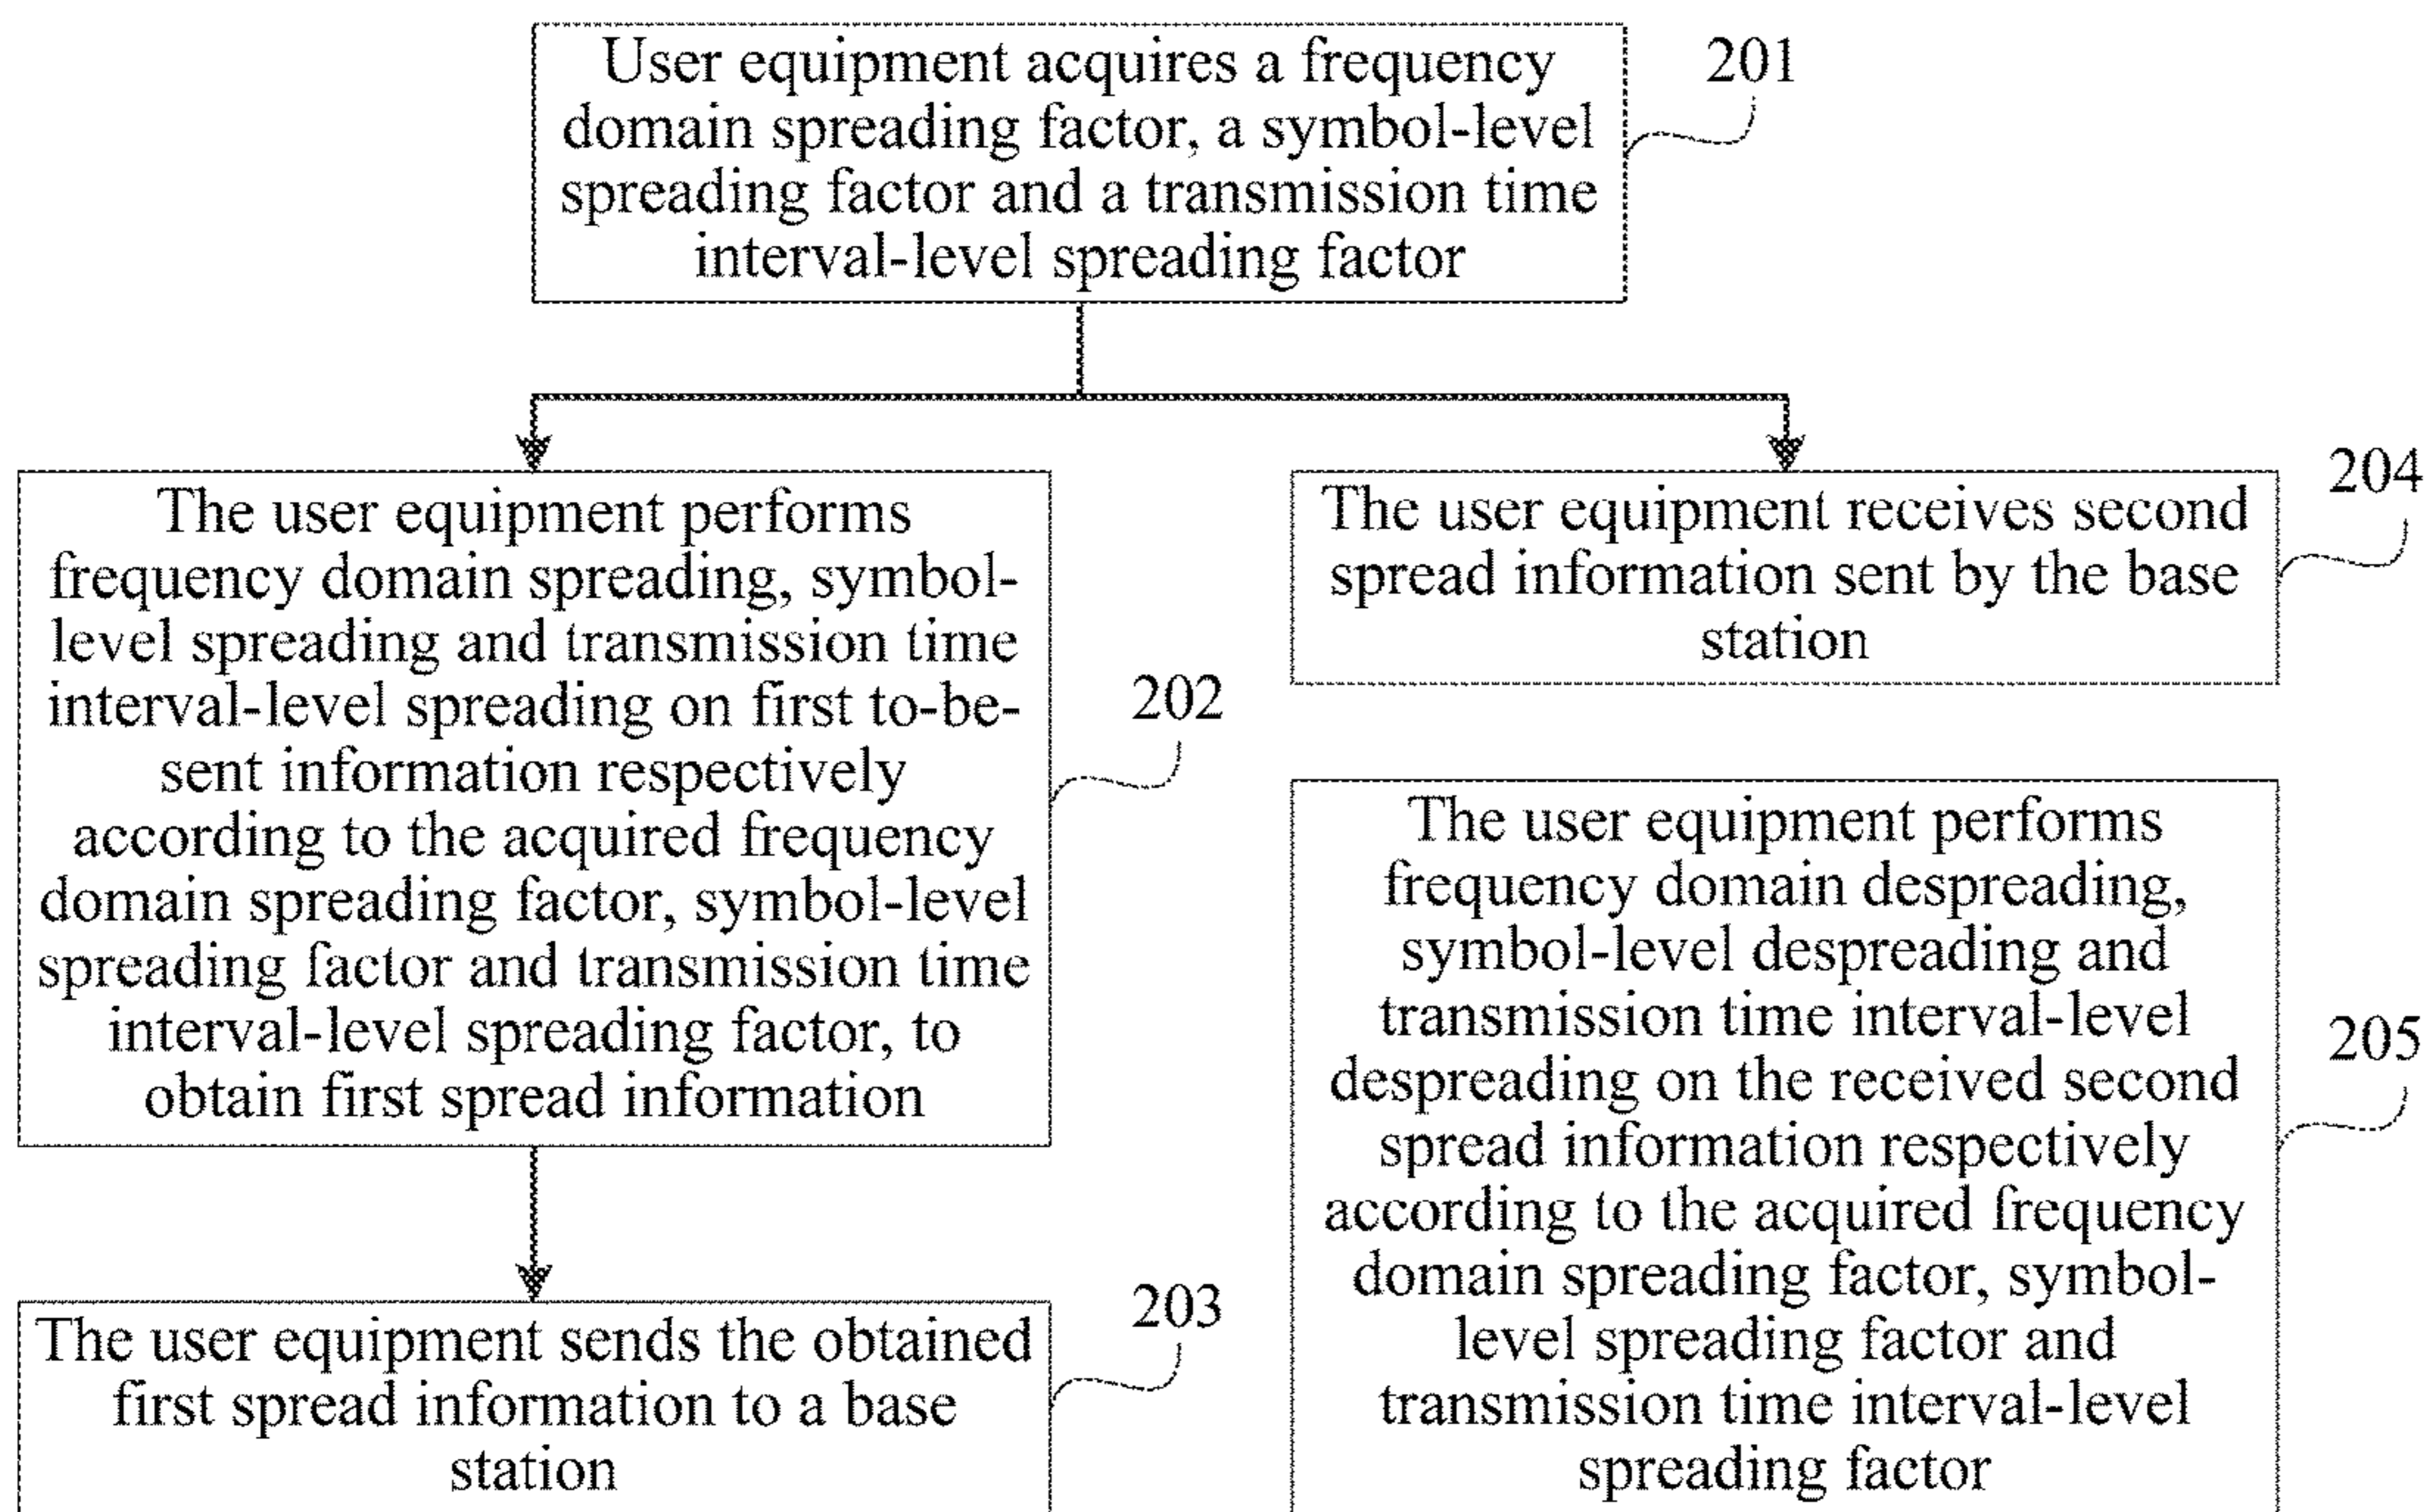 User equipment acquires a frequency
domain spreading factor, a symbol-level
spreading factor and a transmission time
interval-level spreading factor
201
The user equipment performs
frequency domain spreading, symbol-
level spreading and transmission time
interval-level spreading on first to-be-
sent information respectively
according to the acquired frequency
domain spreading factor, symbol-level
spreading factor and transmission time
interval-level spreading factor, to
obtain first spread information
202
The user equipment sends the obtained
first spread information to a base
station
203
The user equipment receives second
spread information sent by the base
station
204
The user equipment performs
frequency domain despreading,
symbol-level despreading and
transmission time interval-level
despreading on the received second
spread information respectively
according to the acquired frequency
domain spreading factor, symbol-
level spreading factor and
transmission time interval-level
spreading factor
205